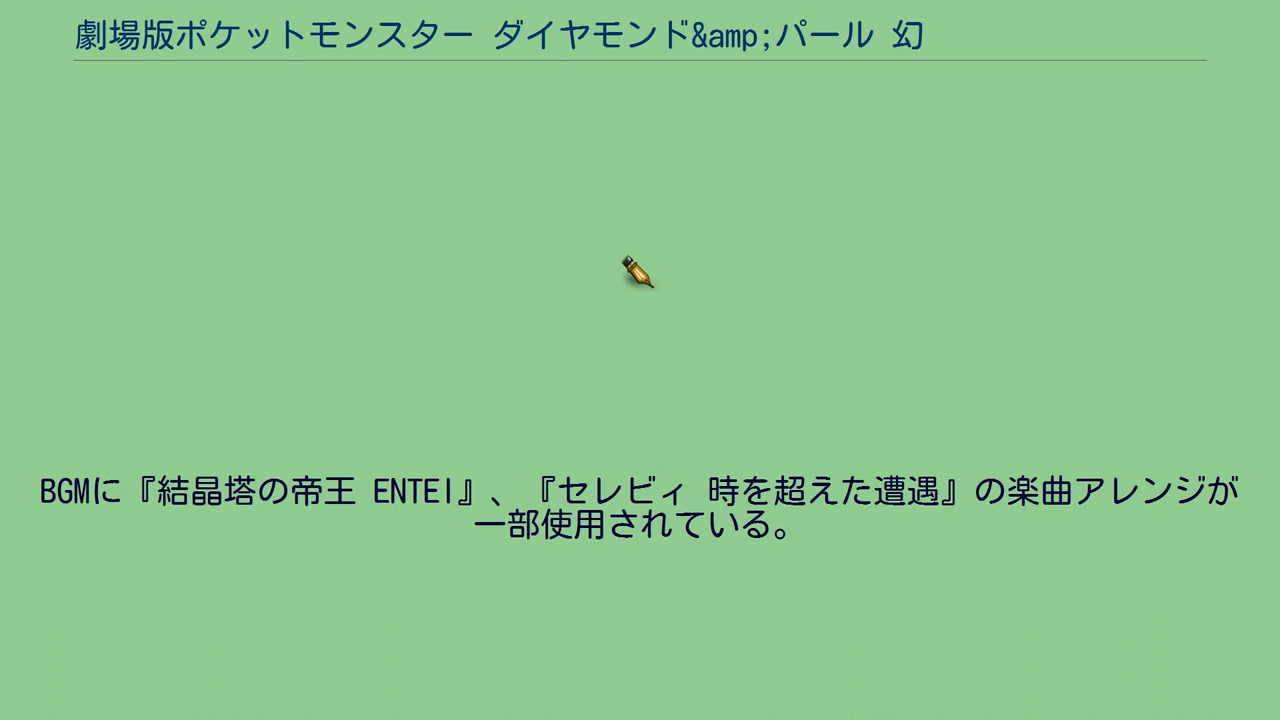 劇場版ポケットモンスター ダイヤモンド&amp;パール 幻
BGMに『結晶塔の帝王 ENTEI』、『セレビィ 時を超えた遭遇』の楽曲アレンジが
一部使用されている。